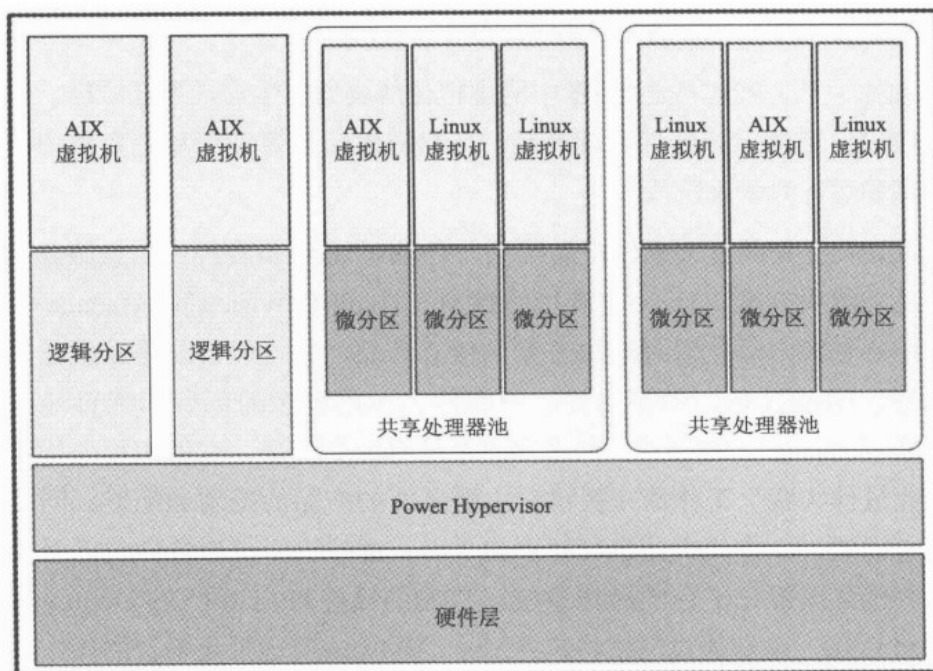 AIX
虚拟机
AIX
虚拟机
AIX
虚拟机
Linux
虚拟机
Linux
虚拟机
Linux
虚拟机
AIX
虚拟机
Linux
虚拟机
逻辑分区
逻辑分区
微分区
微分区
微分区
微分区
微分区
微分区
共享处理器池
共享处理器池
Power Hypervisor
硬件层